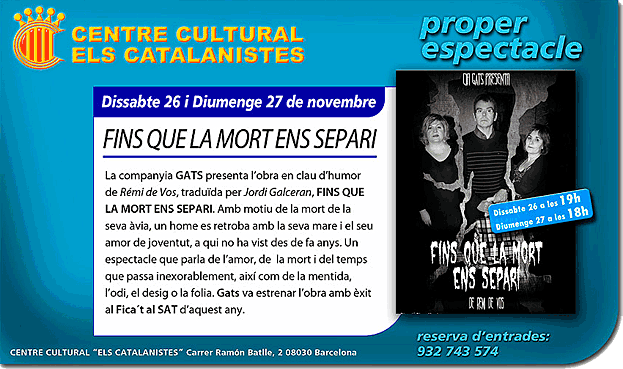 CENTRE CULTURAL
ELS CATALANISTES
proper
espectacle
Dissabte 26 i Diumenge 27 de novembre
FINS QUE LA MORT ENS SEPARI
La companyia GATS presenta l'obra en clau d'humor
de Rémi de Vos, traduïda per Jordi Galceran, FINS QUE
LA MORT ENS SEPARI. Amb motiu de la mort de la
seva àvia, un home es retroba amb la seva mare i el seu
amor de joventut, a qui no ha vist des de fa anys. Un
espectacle que parla de l'amor, de la mort i del temps
que passa inexorablement, així com de la mentida,
l'odi, el desig o la folia. Gats va estrenar l'obra amb èxit
al Fica´t al SAT d'aquest any.
GATS PRESENTA
Dissabte 26 a les 19h
Diumenge 27 a les 18h
FINS QUE LA MORT
ENS SEPARI
DE REMI DE VOS
reserva d'entrades:
932 743 574
CENTRE CULTURAL "ELS CATALANISTES" Carrer Ramón Batlle, 2 08030 Barcelona